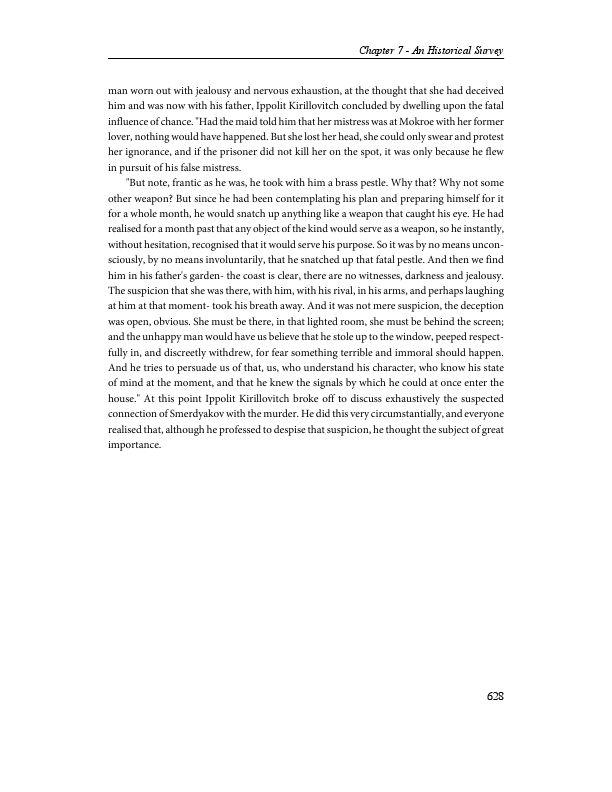 Chapter 7 - An Historical Survey
man worn out with jealousy and nervous exhaustion, at the thought that she had deceived
him and was now with his father, Ippolit Kirillovitch concluded by dwelling upon the fatal
influence of chance. "Had the maid told him that her mistress was at Mokroe with her former
lover, nothing would have happened. But she lost her head, she could only swear and protest
her ignorance, and if the prisoner did not kill her on the spot, it was only because he flew
in pursuit of his false mistress.
"But note, frantic as he was, he took with him a brass pestle. Why that? Why not some
other weapon? But since he had been contemplating his plan and preparing himself for it
for a whole month, he would snatch up anything like a weapon that caught his eye. He had
realised for a month past that any object of the kind would serve as a weapon, so he instantly,
without hesitation, recognised that it would serve his purpose. So it was by no means uncon-
sciously, by no means involuntarily, that he snatched up that fatal pestle. And then we find
him in his father's garden- the coast is clear, there are no witnesses, darkness and jealousy.
The suspicion that she was there, with him, with his rival, in his arms, and perhaps laughing
at him at that moment- took his breath away. And it was not mere suspicion, the deception
was open, obvious. She must be there, in that lighted room, she must be behind the screen;
and the unhappy man would have us believe that he stole up to the window, peeped respect-
fully in, and discreetly withdrew, for fear something terrible and immoral should happen.
And he tries to persuade us of that, us, who understand his character, who know his state
of mind at the moment, and that he knew the signals by which he could at once enter the
house." At this point Ippolit Kirillovitch broke off to discuss exhaustively the suspected
connection of Smerdyakov with the murder. He did this very circumstantially, and everyone
realised that, although he professed to despise that suspicion, he thought the subject of great
importance.
628